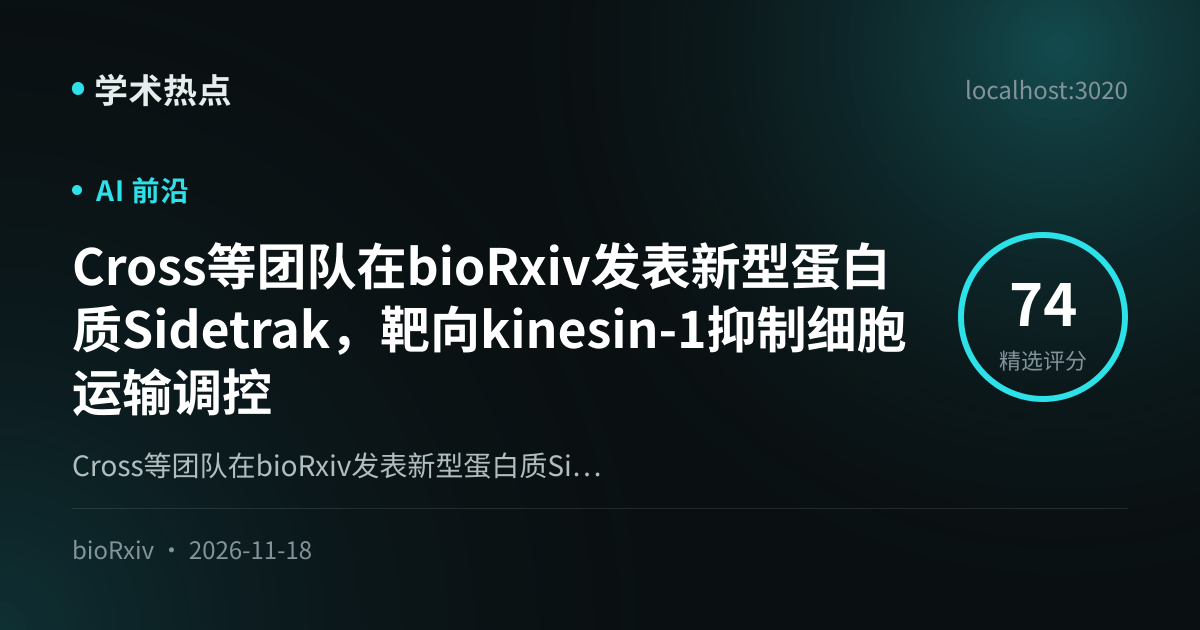 学术热点
localhost:3020
AI 前沿
Cross等团队在bioRxiv发表新型蛋白
质Sidetrak，靶向kinesin-1抑制细胞
运输调控
74
精选评分
Cross等团队在bioRxiv发表新型蛋白质Si…
bioRxiv · 2026-11-18